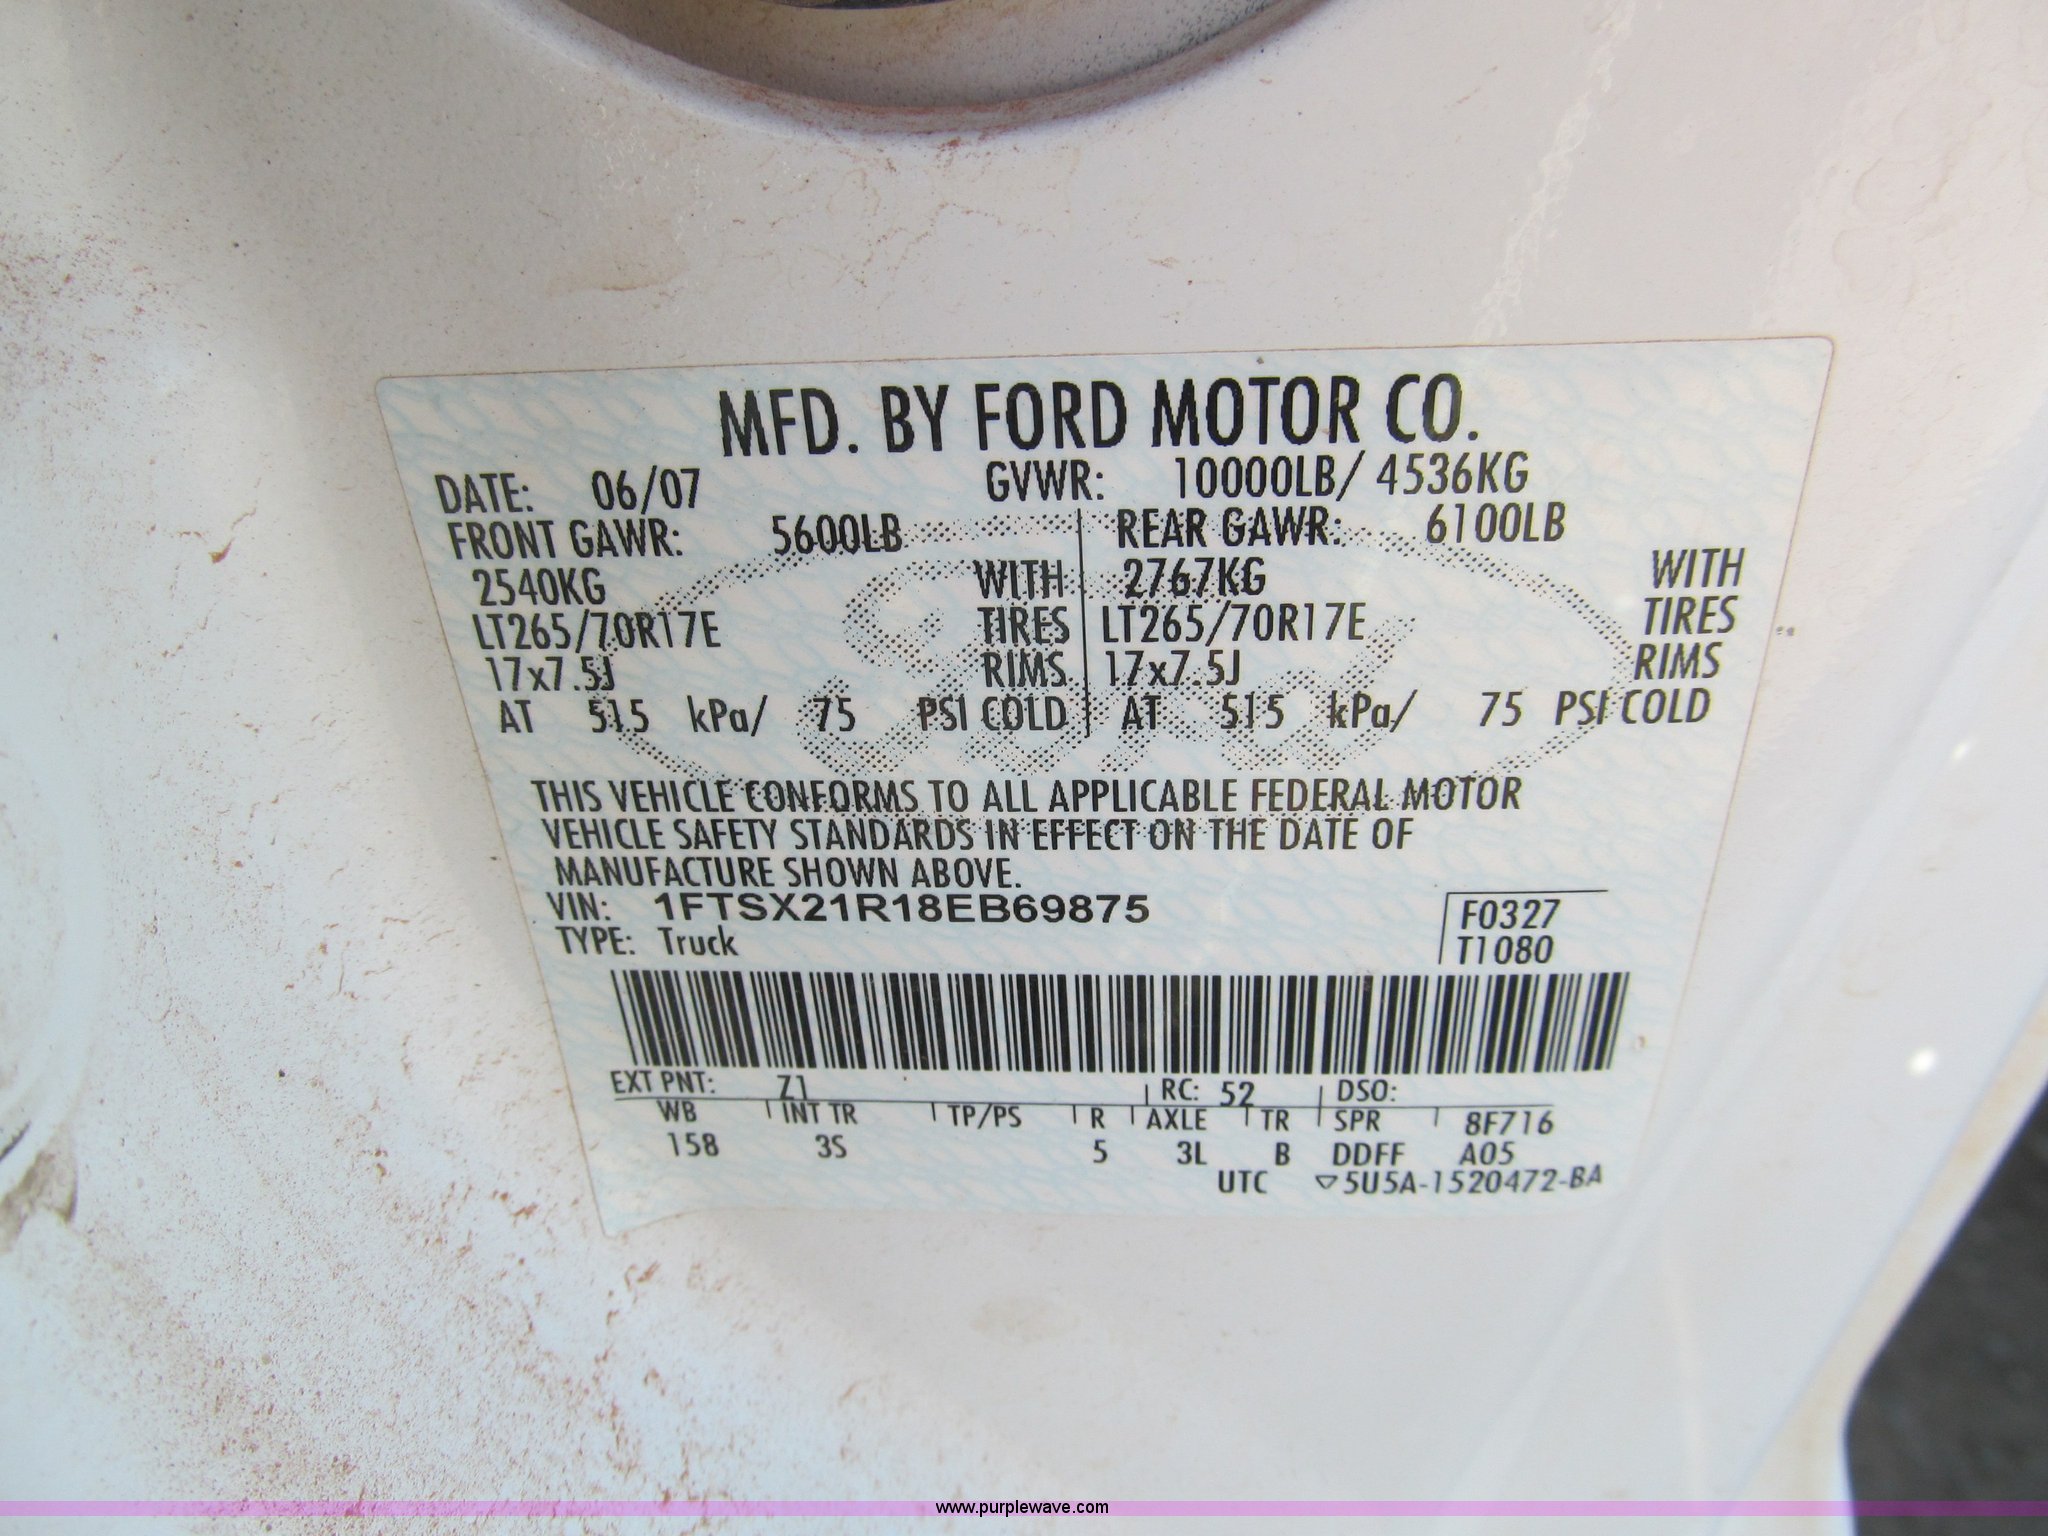 MFD. BY FORD MOTOR CO.
DATE: 06/07 GVWR: 10000LB/ 4536KG
FRONT GAWR: 5600LB REAR GAWR: 6100LB
2540KG WITH 2767KG WITH
LT265/70R17E TIRES LT265/70R17E TIRES
17x7.5J RIMS 17x7.5J RIMS
AT 515 kPa/ 75 PSI COLD AT 515 kPa/ 75 PSI COLD
THIS VEHICLE CONFORMS TO ALL APPLICABLE FEDERAL MOTOR
VEHICLE SAFETY STANDARDS IN EFFECT ON THE DATE OF
MANUFACTURE SHOWN ABOVE.
VIN: 1FTSX21R18EB69875 F0327
TYPE: Truck T1080
EXT PNT: Z1 RC: 52 DSO:
WB INT TR TP/PS R AXLE TR SPR 8F716
158 3S 5 3L B DDFF A05
UTC ▽5U5A-1520472-BA
www.purplewave.com